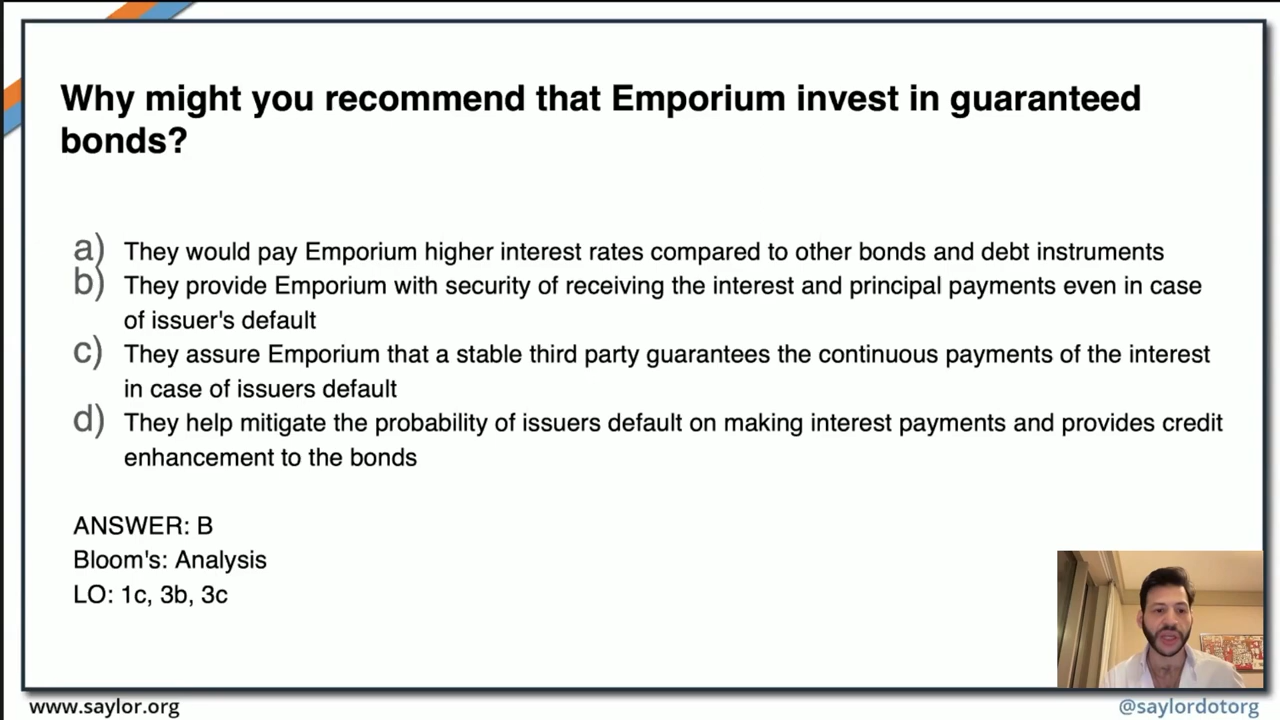 Why might you recommend that Emporium invest in guaranteed
bonds?
a) They would pay Emporium higher interest rates compared to other bonds and debt instruments
b) They provide Emporium with security of receiving the interest and principal payments even in case
of issuer's default
c) They assure Emporium that a stable third party guarantees the continuous payments of the interest
in case of issuers default
d) They help mitigate the probability of issuers default on making interest payments and provides credit
enhancement to the bonds
ANSWER: B
Bloom's: Analysis
LO: 1c, 3b, 3c
www.saylor.org
@saylordotorg